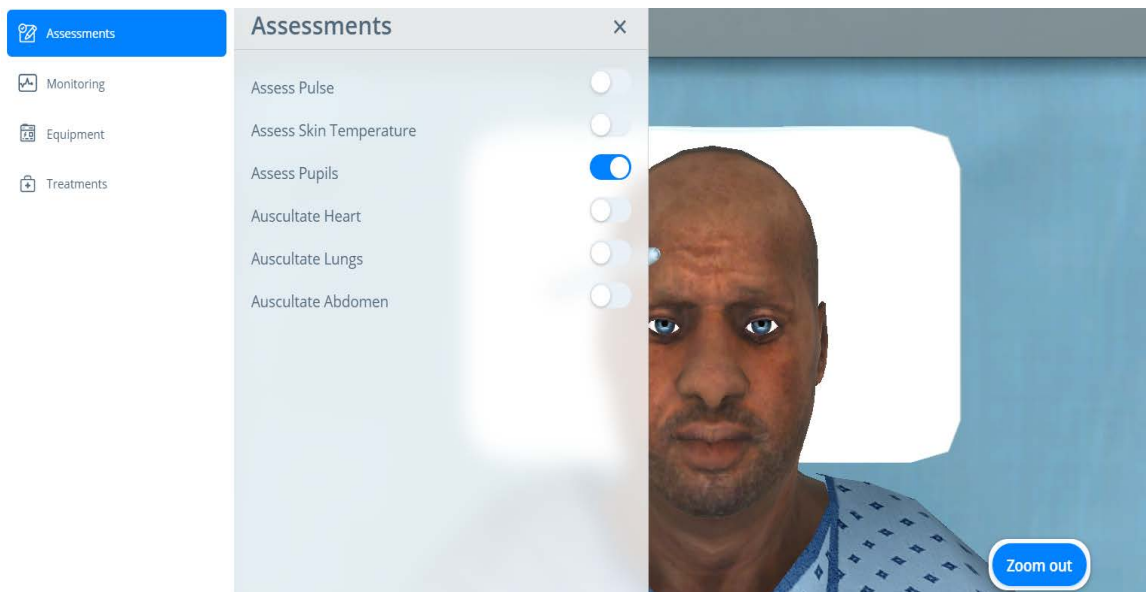 Assessments
Monitoring
Equipment
Treatments
Assessments
Assess Pulse
Assess Skin Temperature
Assess Pupils
Auscultate Heart
Auscultate Lungs
Auscultate Abdomen
Zoom out